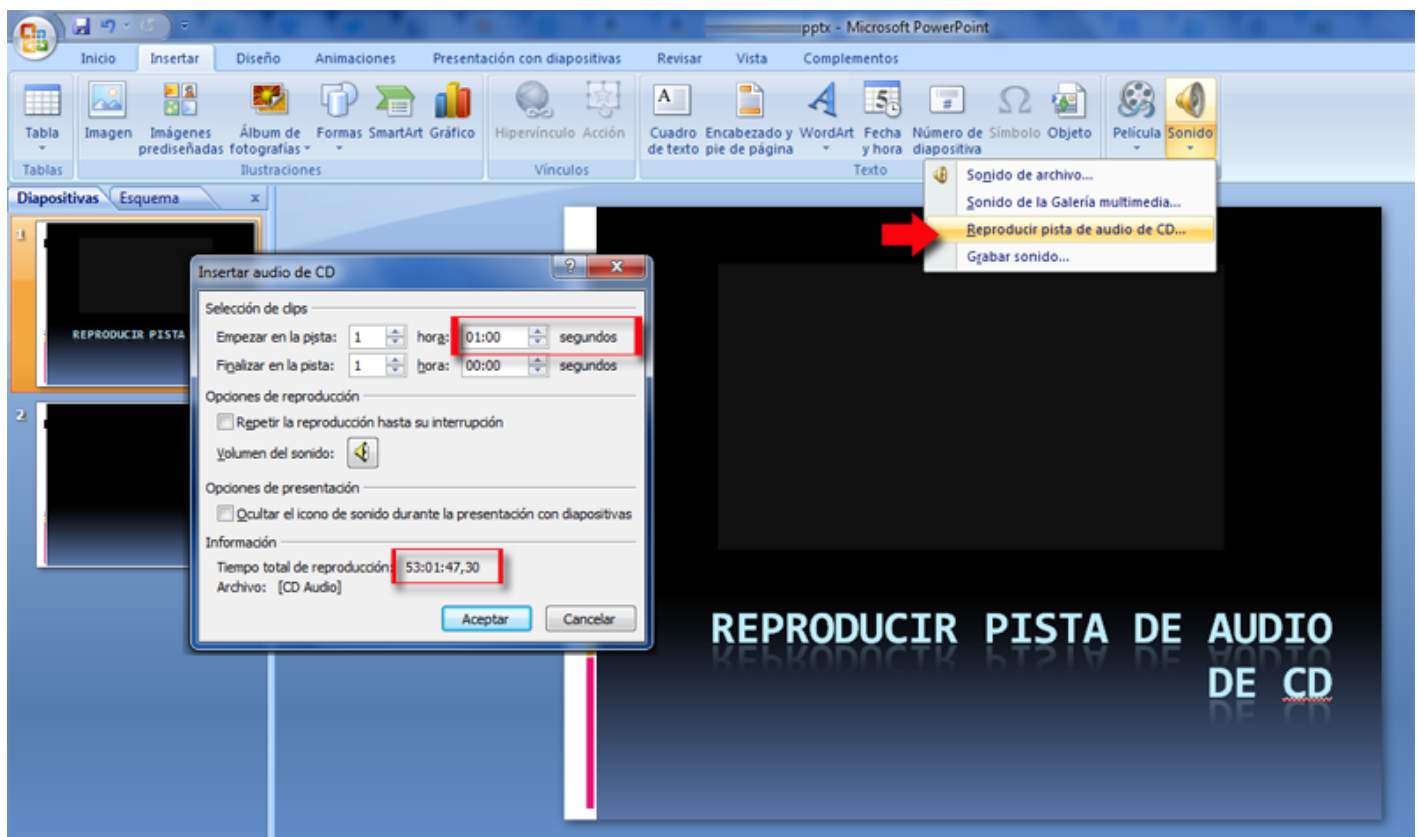 pptx - Microsoft PowerPoint
Inicio Insertar Diseño Animaciones Presentación con diapositivas Revisar Vista Complementos
Tabla Imagen Imágenes prediseñadas Álbum de fotografías Formas SmartArt Gráfico Hipervínculo Acción Cuadro de texto Encabezado y pie de página WordArt Fecha y hora Número de diapositiva Símbolo Objeto Película Sonido
Tablas Ilustraciones Vínculos Texto
Sonido de archivo...
Sonido de la Galería multimedia...
Reproducir pista de audio de CD...
Grabar sonido...
Diapositivas Esquema x
1
REPRODUCIR PISTA
2
Insertar audio de CD
Selección de clips
Empezar en la pista: 1 hora: 01:00 segundos
Finalizar en la pista: 1 hora: 00:00 segundos
Opciones de reproducción
Repetir la reproducción hasta su interrupción
Volumen del sonido:
Opciones de presentación
Ocultar el icono de sonido durante la presentación con diapositivas
Información
Tiempo total de reproducción: 53:01:47,30
Archivo: [CD Audio]
Aceptar Cancelar
REPRODUCIR PISTA DE AUDIO
DE CD